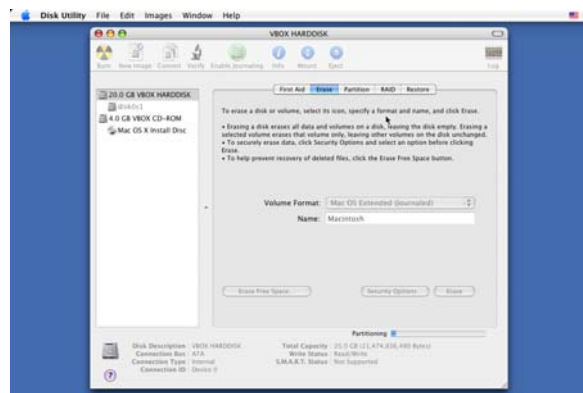 Disk Utility File Edit Images Window Help
VBOX HARDDISK
Burn New Image Convert Verify Enable Journaling Info Mount Eject Log
First Aid Erase Partition RAID Restore
20.0 GB VBOX HARDDISK
disk0s1
4.0 GB VBOX CD-ROM
Mac OS X Install Disc
To erase a disk or volume, select its icon, specify a format and name, and click Erase.
• Erasing a disk erases all data and volumes on a disk, leaving the disk empty. Erasing a
selected volume erases that volume only, leaving other volumes on the disk unchanged.
• To securely erase data, click Security Options and select an option before clicking
Erase.
• To help prevent recovery of deleted files, click the Erase Free Space button.
Volume Format: Mac OS Extended (Journaled)
Name: Macintosh
Erase Free Space Security Options Erase
Partitioning
Disk Description : VBOX HARDDISK
Connection Bus : ATA
Connection Type : Internal
Connection ID : Device 0
Total Capacity : 20.0 GB (21,474,836,480 Bytes)
Write Status : Read/Write
S.M.A.R.T. Status : Not Supported
?